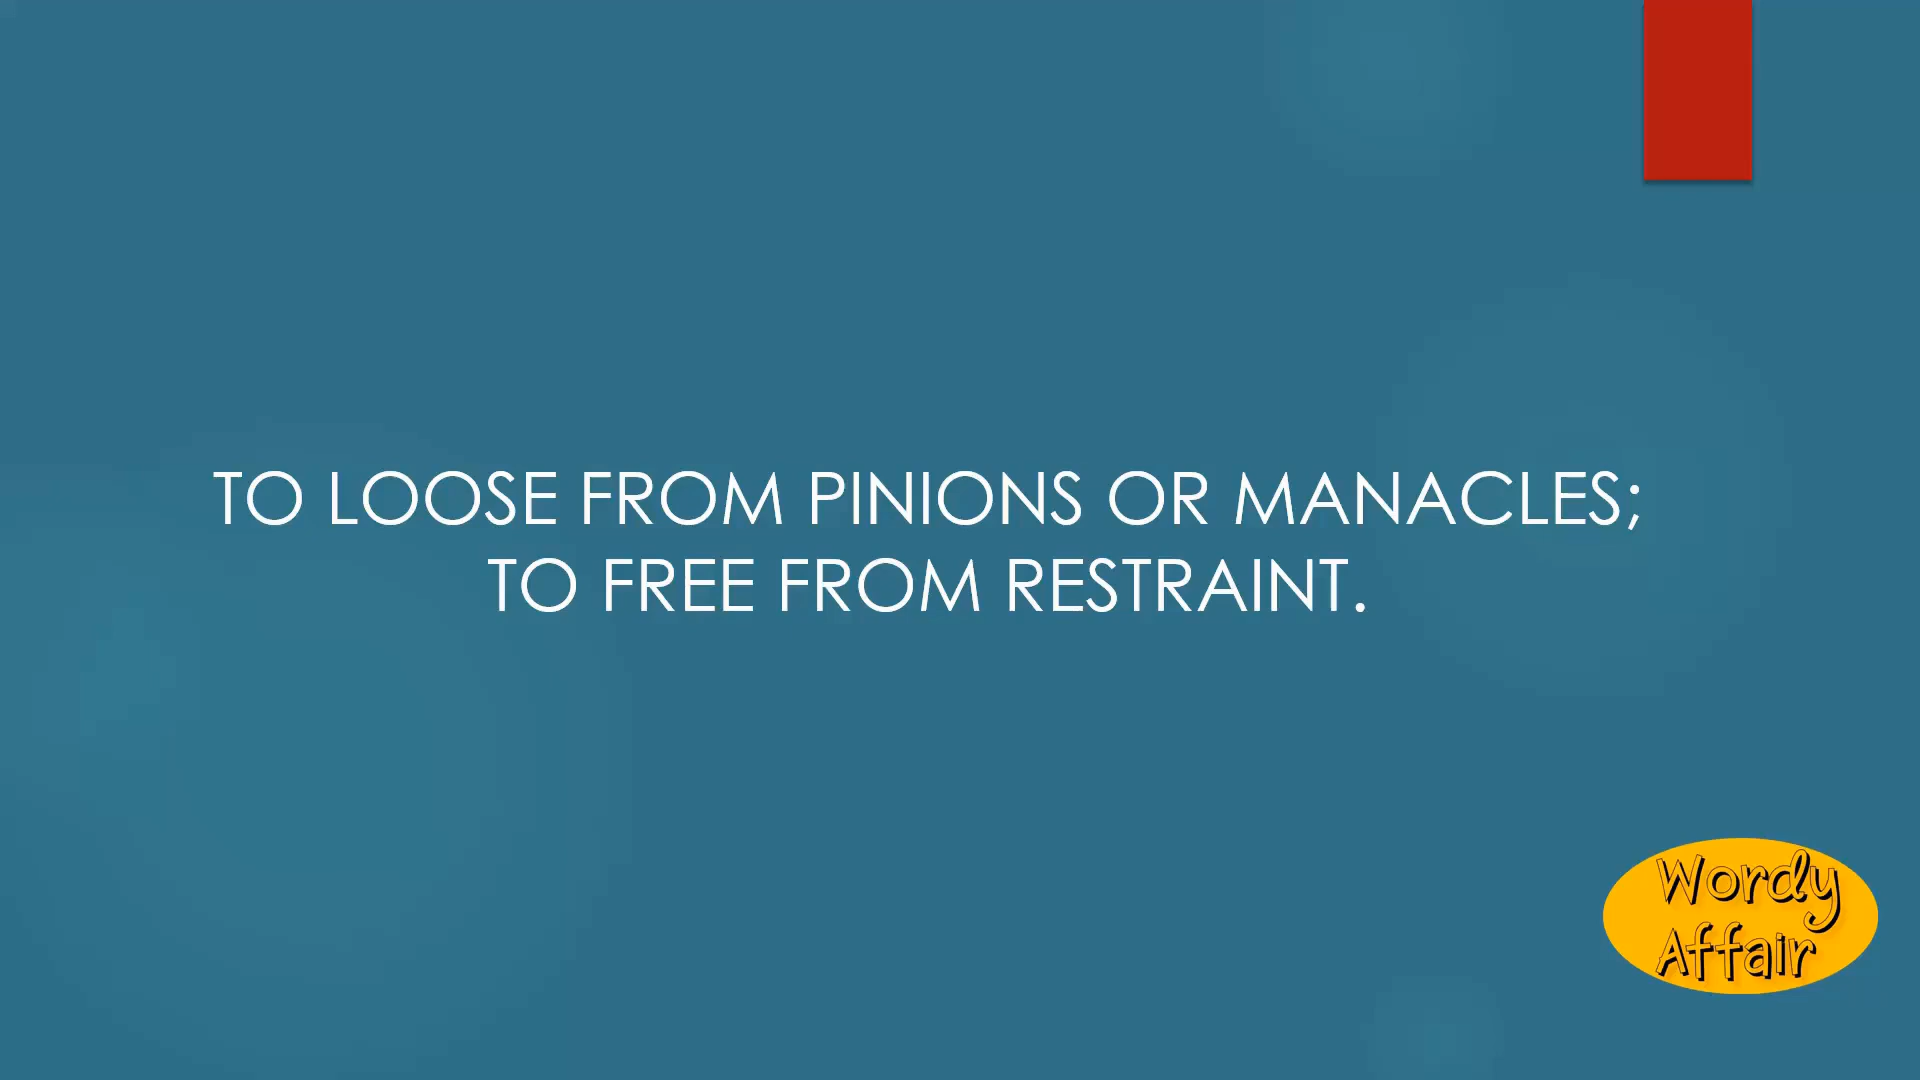 TO LOOSE FROM PINIONS OR MANACLES;
TO FREE FROM RESTRAINT.
Wordy
Affair